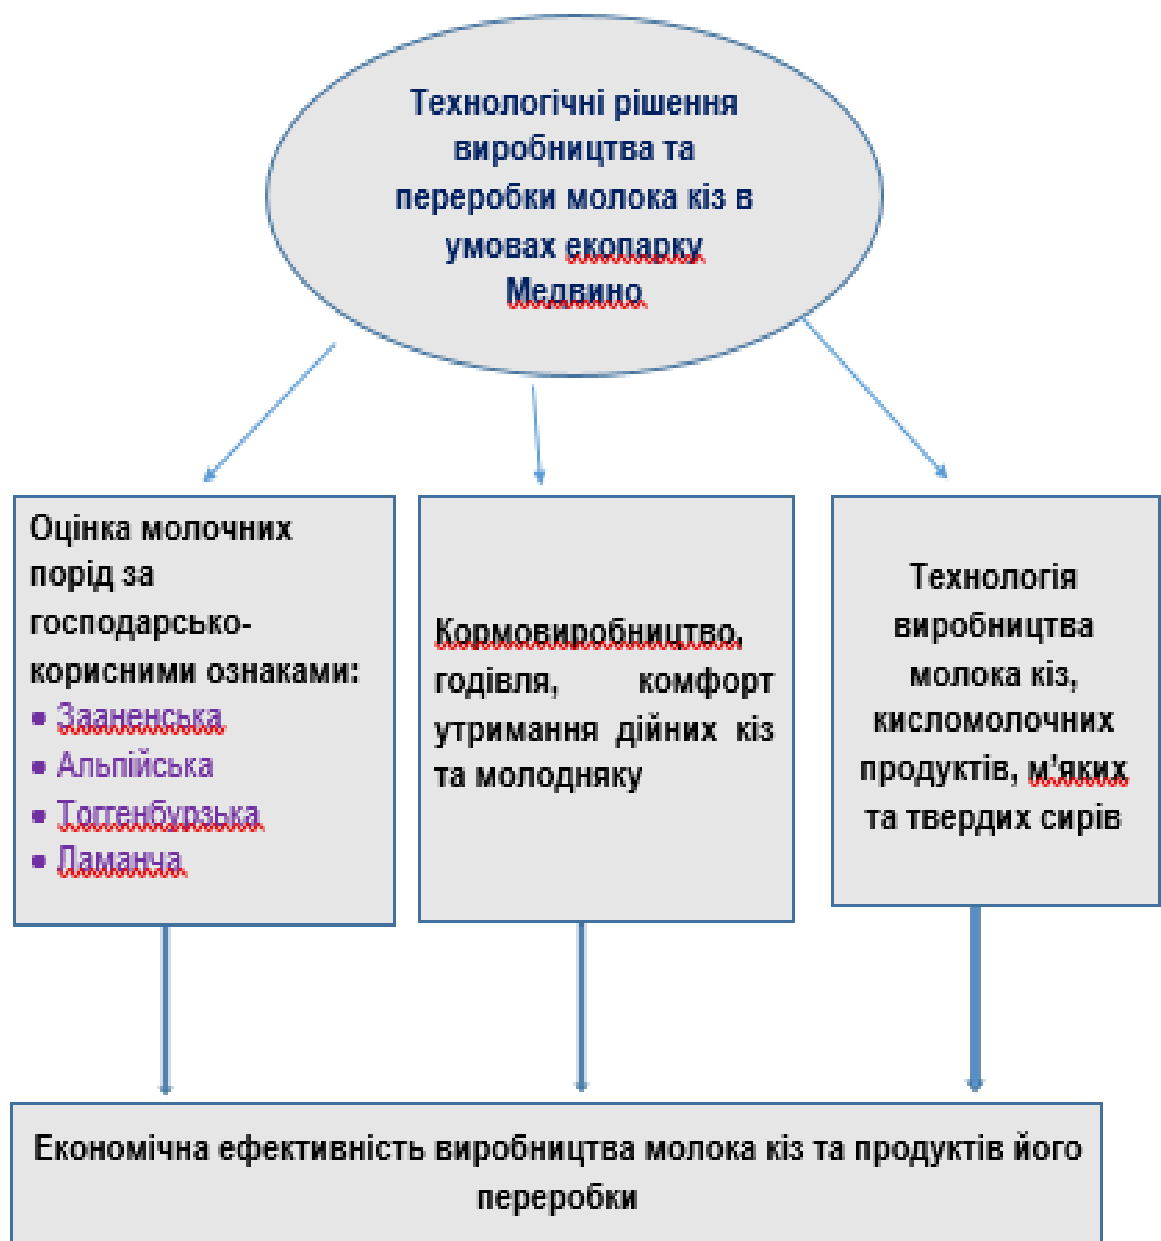 Технологічні рішення
виробництва та
переробки молока кіз в
умовах екопарку
Медвино
Оцінка молочних
порід за
господарсько-
корисними ознаками:
• Зааненська
• Альпійська
• Тоггенбурзька
• Ламанча
Кормовиробництво,
годівля, комфорт
утримання дійних кіз
та молодняку
Технологія
виробництва
молока кіз,
кисломолочних
продуктів, м'яких
та твердих сирів
Економічна ефективність виробництва молока кіз та продуктів його
переробки